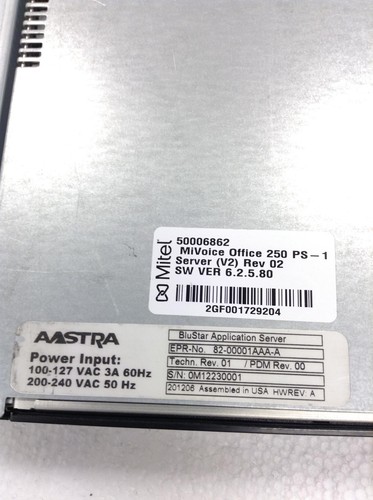 Mitel
50006862
MiVoice Office 250 PS-1
Server (V2) Rev 02
SW VER 6.2.5.80
2GF001729204
AASTRA
Power Input:
100-127 VAC 3A 60Hz
200-240 VAC 50 Hz
BluStar Application Server
EPR-No. 82-00001AAA-A
Techn. Rev. 01 / PDM Rev. 00
S/N: 0M12230001
201206 Assembled in USA HWREV: A